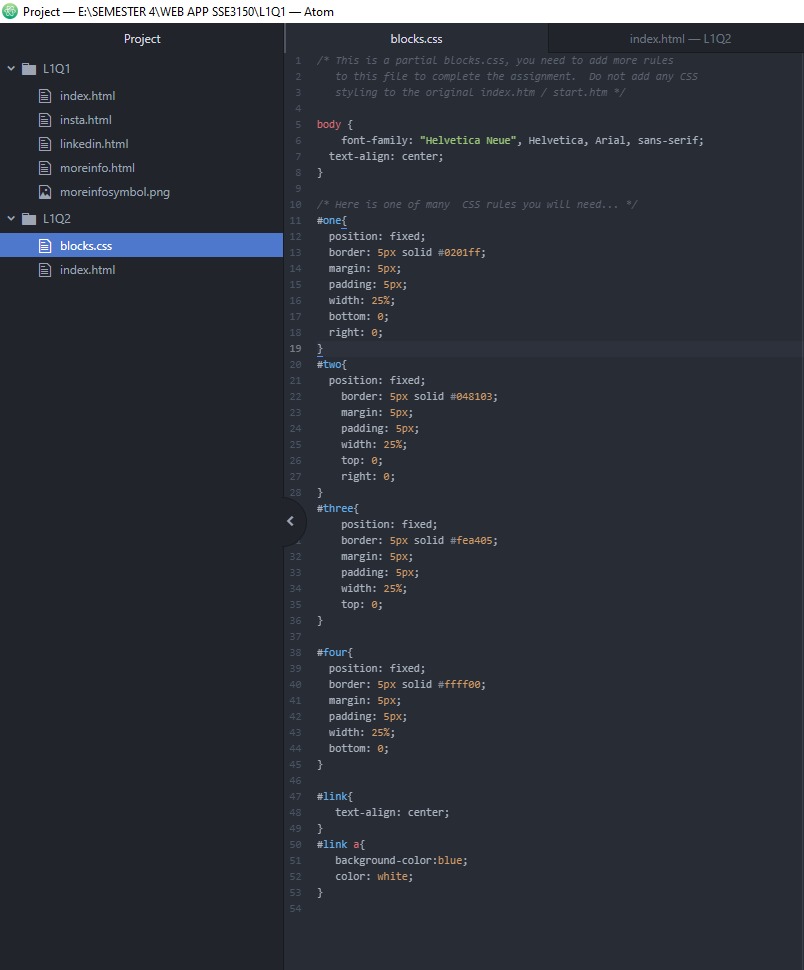 Project — E:\SEMESTER 4\WEB APP SSE3150\L1Q1 — Atom
Project
L1Q1
index.html
insta.html
linkedin.html
moreinfo.html
moreinfosymbol.png
L1Q2
blocks.css
index.html
blocks.css
index.html — L1Q2
1 /* This is a partial blocks.css, you need to add more rules
2 to this file to complete the assignment.  Do not add any CSS
3 styling to the original index.htm / start.htm */
4
5 body {
6 font-family: "Helvetica Neue", Helvetica, Arial, sans-serif;
7 text-align: center;
8 }
9
10 /* Here is one of many  CSS rules you will need... */
11 #one{
12 position: fixed;
13 border: 5px solid #0201ff;
14 margin: 5px;
15 padding: 5px;
16 width: 25%;
17 bottom: 0;
18 right: 0;
19 }
20 #two{
21 position: fixed;
22 border: 5px solid #048103;
23 margin: 5px;
24 padding: 5px;
25 width: 25%;
26 top: 0;
27 right: 0;
28 }
#three{
position: fixed;
border: 5px solid #fea405;
32 margin: 5px;
33 padding: 5px;
34 width: 25%;
35 top: 0;
36 }
37
38 #four{
39 position: fixed;
40 border: 5px solid #ffff00;
41 margin: 5px;
42 padding: 5px;
43 width: 25%;
44 bottom: 0;
45 }
46
47 #link{
48 text-align: center;
49 }
50 #link a{
51 background-color:blue;
52 color: white;
53 }
54